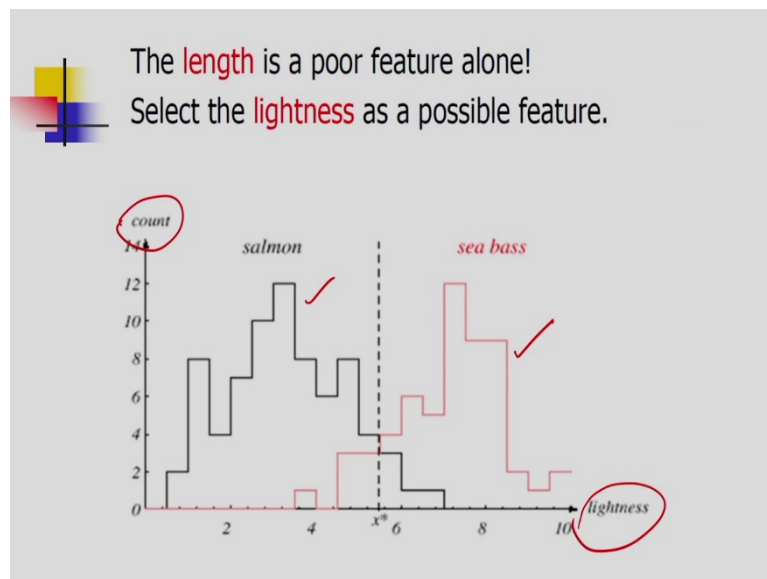 The length is a poor feature alone!
Select the lightness as a possible feature.
count
14
salmon
sea bass
12
10
8
6
4
2
0
2
4
x*
6
8
10
lightness